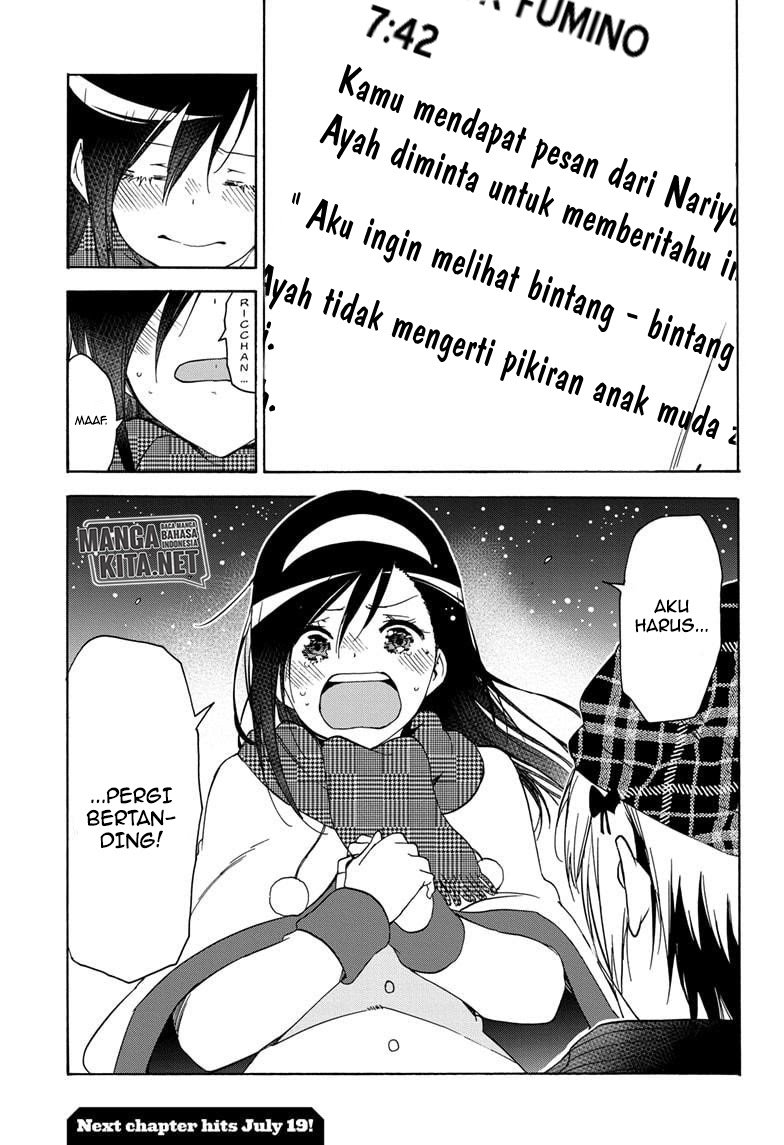 FUMINO
7:42
Kamu mendapat pesan dari Nariyu
Ayah diminta untuk memberitahu in
" Aku ingin melihat bintang - bintang
Ayah tidak mengerti pikiran anak muda z
i.
RICCHAN...
MAAF.
MANGA
KITA.NET
BACA MANGA
BAHASA
INDONESIA
AKU
HARUS...
...PERGI
BERTAN-
DING!
Next chapter hits July 19!